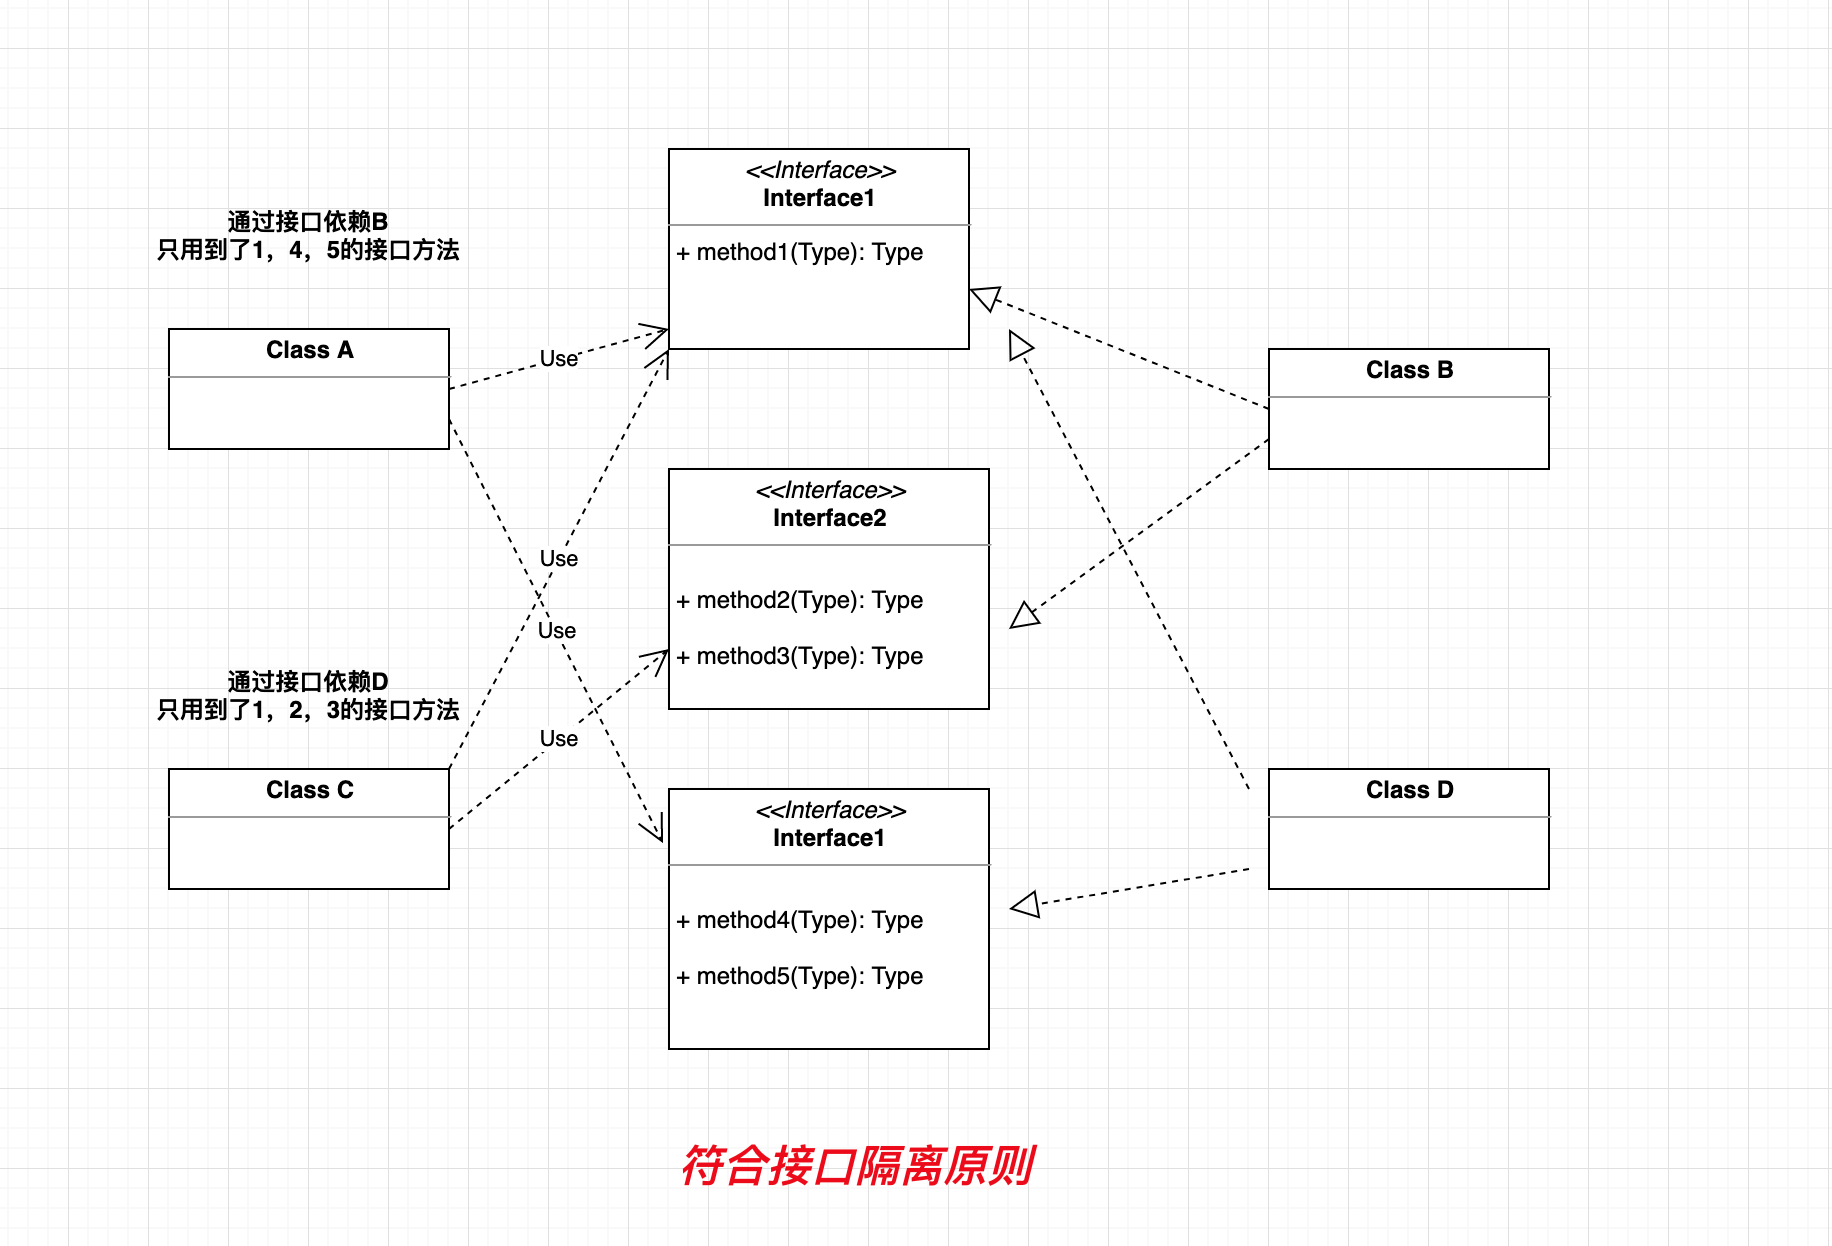 <<Interface>>
Interface1
+ method1(Type): Type
通过接口依赖B
只用到了1，4，5的接口方法
Class A
Use
Class B
<<Interface>>
Interface2
+ method2(Type): Type
+ method3(Type): Type
Use
Use
通过接口依赖D
只用到了1，2，3的接口方法
Use
Class C
<<Interface>>
Interface1
+ method4(Type): Type
+ method5(Type): Type
Class D
符合接口隔离原则